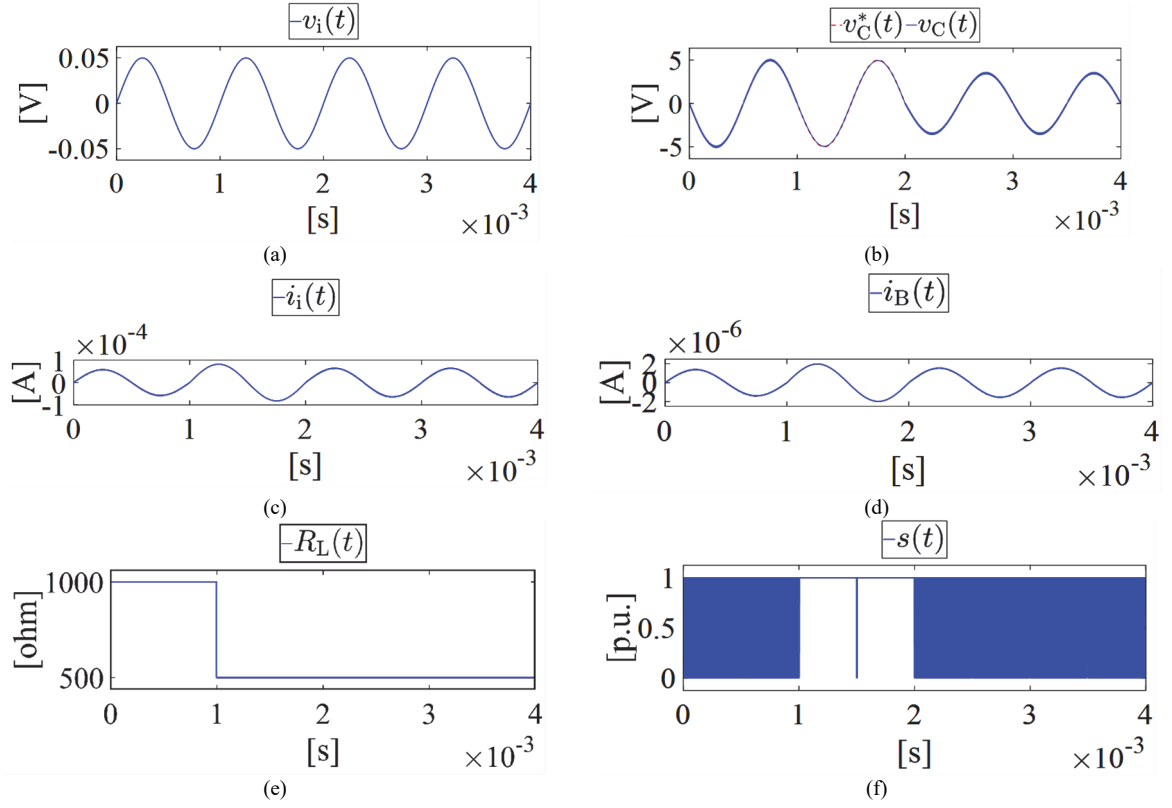 –v_i(t)
0.05
0
-0.05
[V]
0 1 2 3 4
[s] ×10^-3
(a)
–v_C^*(t)–v_C(t)
5
0
-5
[V]
0 1 2 3 4
[s] ×10^-3
(b)
–i_i(t)
×10^-4
1
0
-1
[A]
0 1 2 3 4
[s] ×10^-3
(c)
–i_B(t)
×10^-6
2
0
-2
[A]
0 1 2 3 4
[s] ×10^-3
(d)
–R_L(t)
1000
500
[ohm]
0 1 2 3 4
[s] ×10^-3
(e)
–s(t)
1
0.5
0
[p.u.]
0 1 2 3 4
[s] ×10^-3
(f)